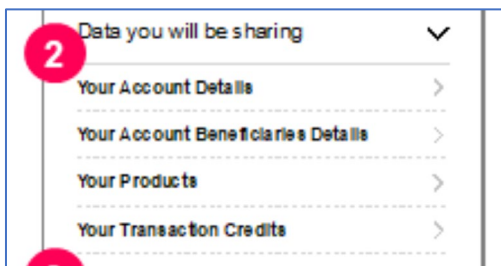 Data you will be sharing
2
Your Account Details
Your Account Beneficiaries Details
Your Products
Your Transaction Credits